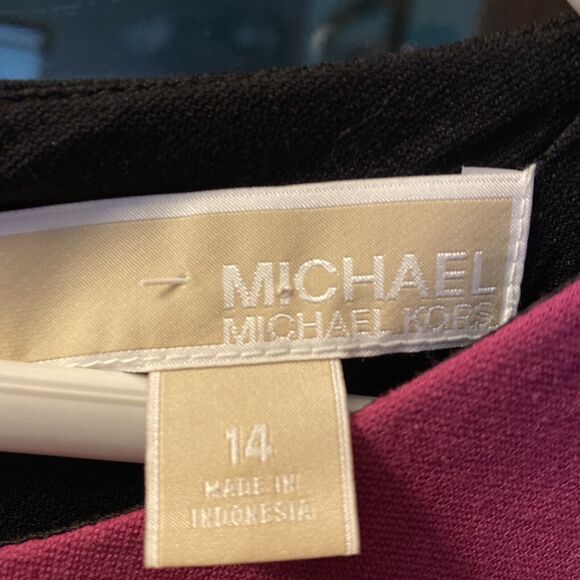 MICHAEL
MICHAEL KORS
14
MADE IN
INDONESIA